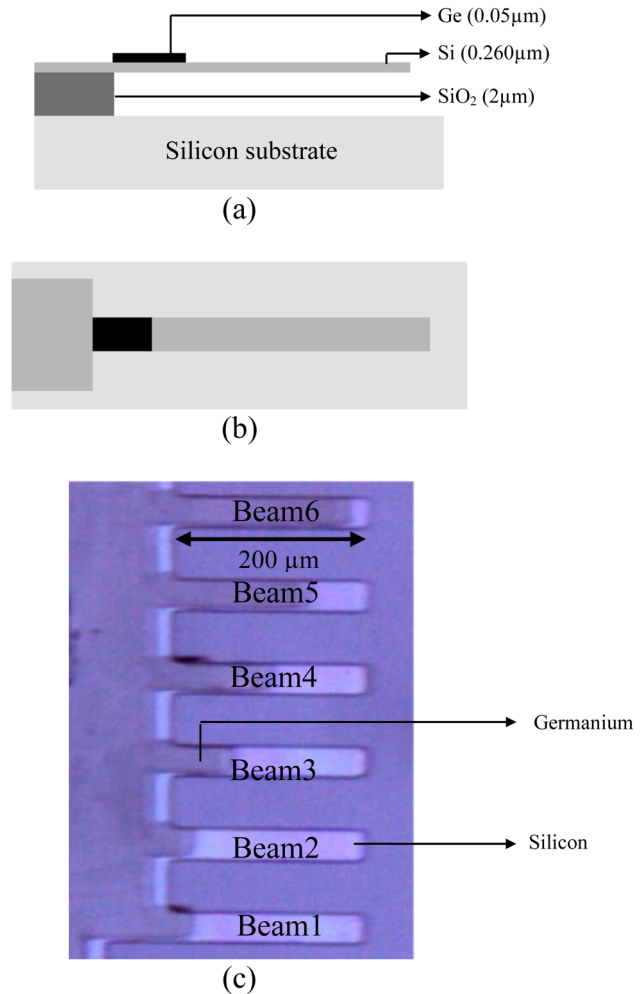 Ge (0.05µm)
Si (0.260µm)
SiO₂ (2µm)
Silicon substrate
(a)
(b)
Beam6
200 µm
Beam5
Beam4
Germanium
Beam3
Beam2
Silicon
Beam1
(c)